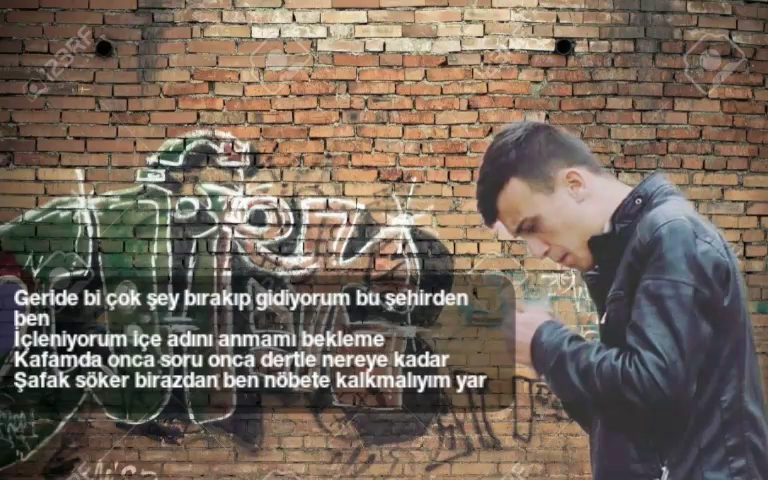 Geride bi çok şey bırakıp gidiyorum bu şehirden
ben
İçleniyorum içe adını anmamı bekleme
Kafamda onca soru onca dertle nereye kadar
Şafak söker birazdan ben nöbete kalkmalıyım yar